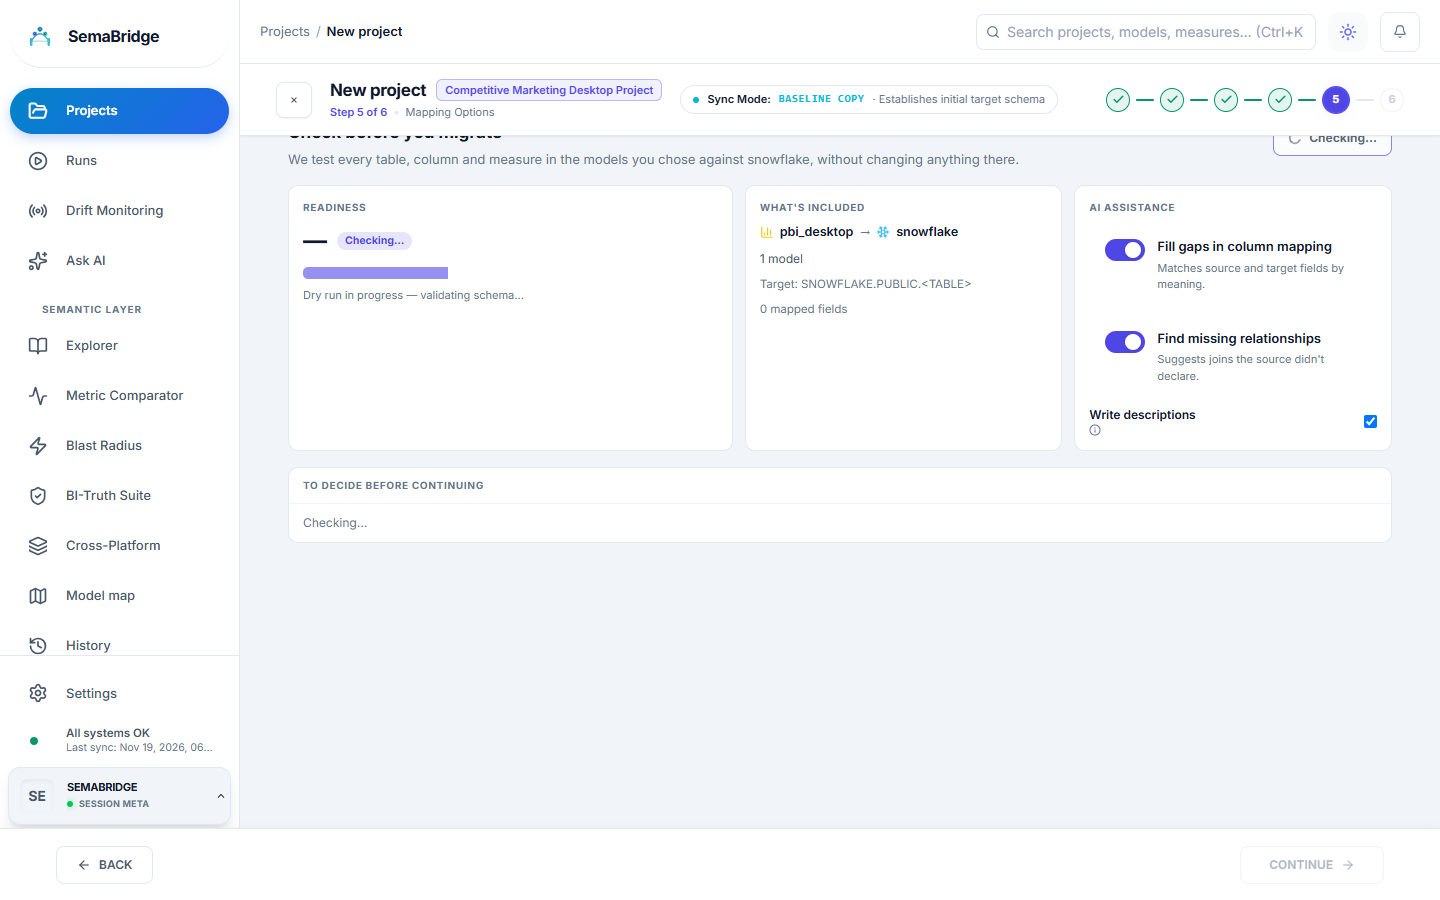 SemaBridge
Projects
Runs
Drift Monitoring
Ask AI
SEMANTIC LAYER
Explorer
Metric Comparator
Blast Radius
BI-Truth Suite
Cross-Platform
Model map
History
Settings
All systems OK
Last sync: Nov 19, 2026, 06...
SE
SEMABRIDGE
SESSION META
Projects / New project
Search projects, models, measures... (Ctrl+K
×
New project
Competitive Marketing Desktop Project
Step 5 of 6
Mapping Options
Sync Mode: BASELINE COPY · Establishes initial target schema
5
6
Check before you migrate
We test every table, column and measure in the models you chose against snowflake, without changing anything there.
Checking...
READINESS
— Checking...
Dry run in progress — validating schema...
WHAT'S INCLUDED
pbi_desktop → snowflake
1 model
Target: SNOWFLAKE.PUBLIC.<TABLE>
0 mapped fields
AI ASSISTANCE
Fill gaps in column mapping
Matches source and target fields by
meaning.
Find missing relationships
Suggests joins the source didn't
declare.
Write descriptions
TO DECIDE BEFORE CONTINUING
Checking...
← BACK
CONTINUE →